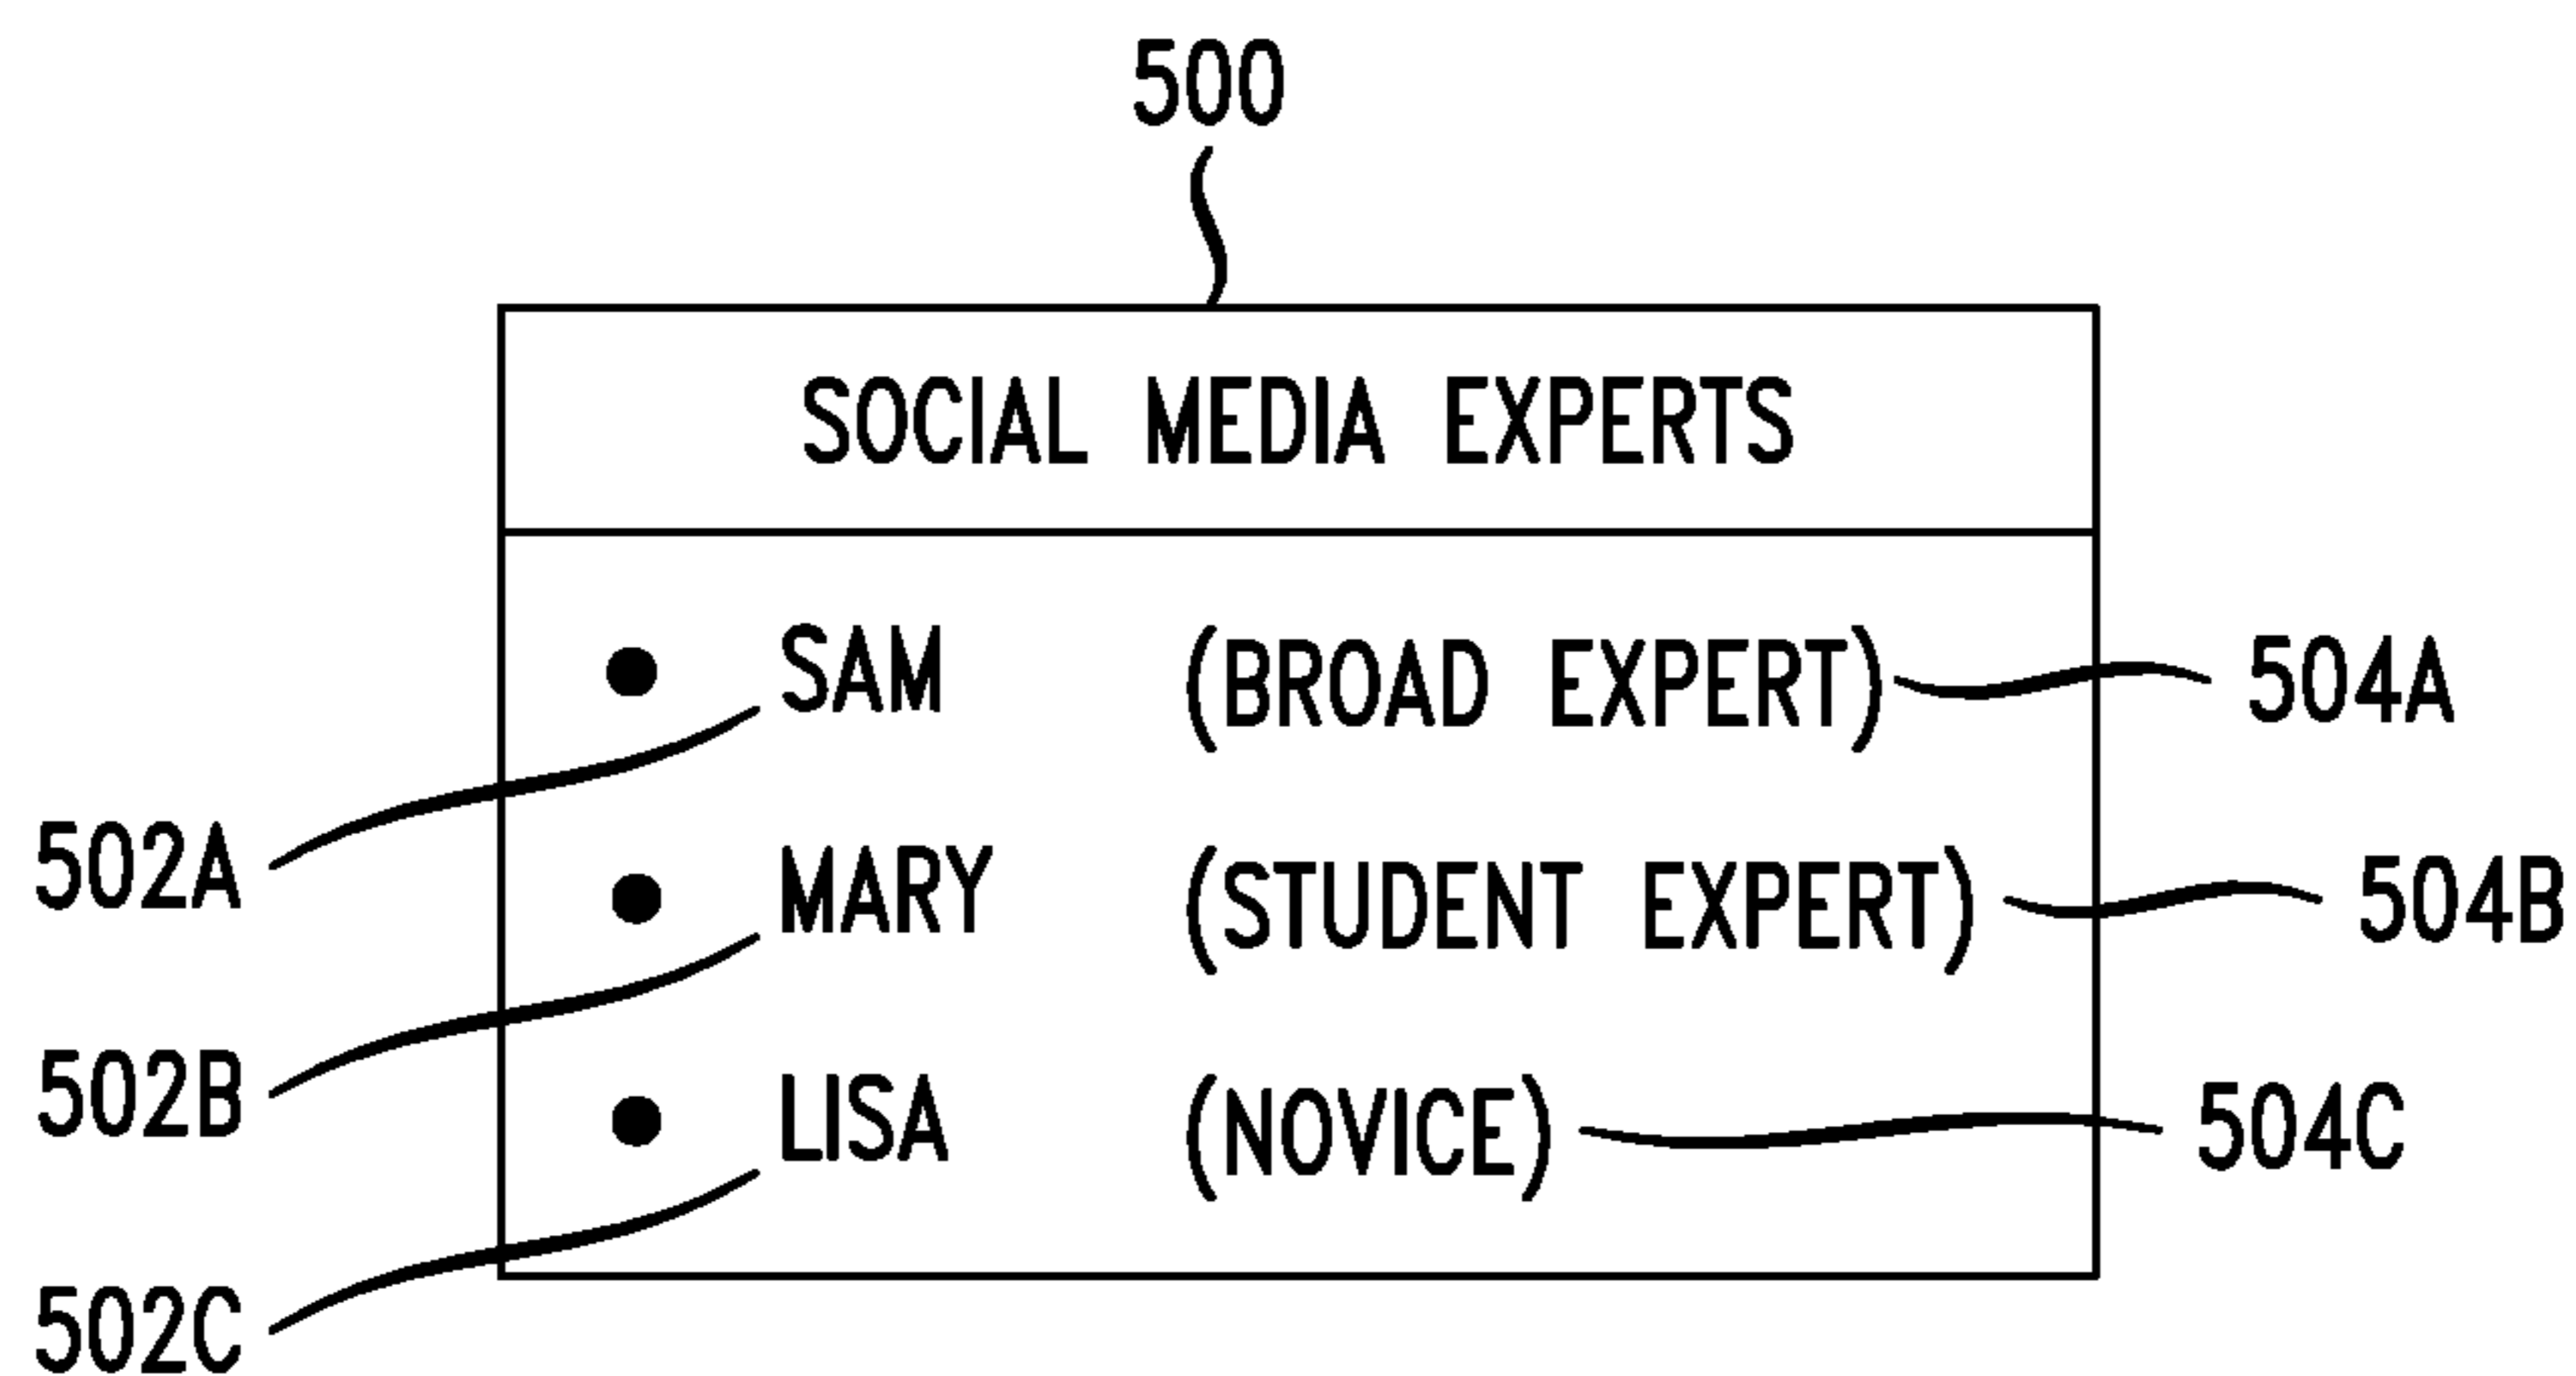 500
SOCIAL MEDIA EXPERTS
SAM (BROAD EXPERT) 504A
502A
MARY (STUDENT EXPERT) 504B
502B
LISA (NOVICE) 504C
502C